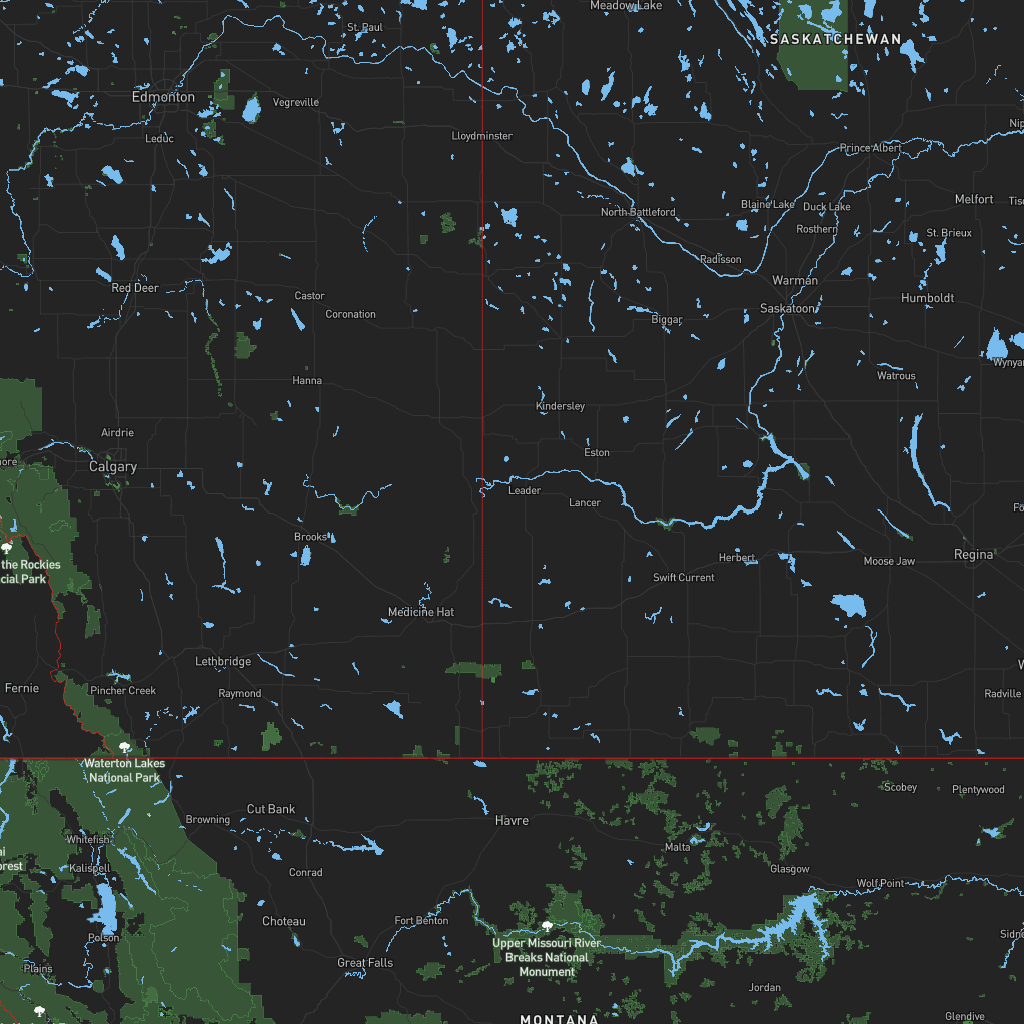 Meadow Lake
St. Paul
SASKATCHEWAN
Edmonton
Vegreville
Leduc
Lloydminster
Prince Albert
Blaine Lake
Duck Lake
Melfort
North Battleford
Rosthern
St. Brieux
Radisson
Warman
Red Deer
Castor
Humboldt
Coronation
Biggar
Saskatoon
Hanna
Watrous
Kindersley
Airdrie
Calgary
Eston
Leader
Lancer
Brooks
the Rockies
cial Park
Herbert
Moose Jaw
Regina
Swift Current
Medicine Hat
Lethbridge
Fernie
Pincher Creek
Raymond
Radville
Waterton Lakes
National Park
Scobey
Plentywood
Cut Bank
Browning
Havre
Whitefish
Malta
Kalispell
Conrad
Glasgow
Wolf Point
Choteau
Fort Benton
Polson
Upper Missouri River
Breaks National
Monument
Great Falls
Plains
Jordan
Glendive
MONTANA